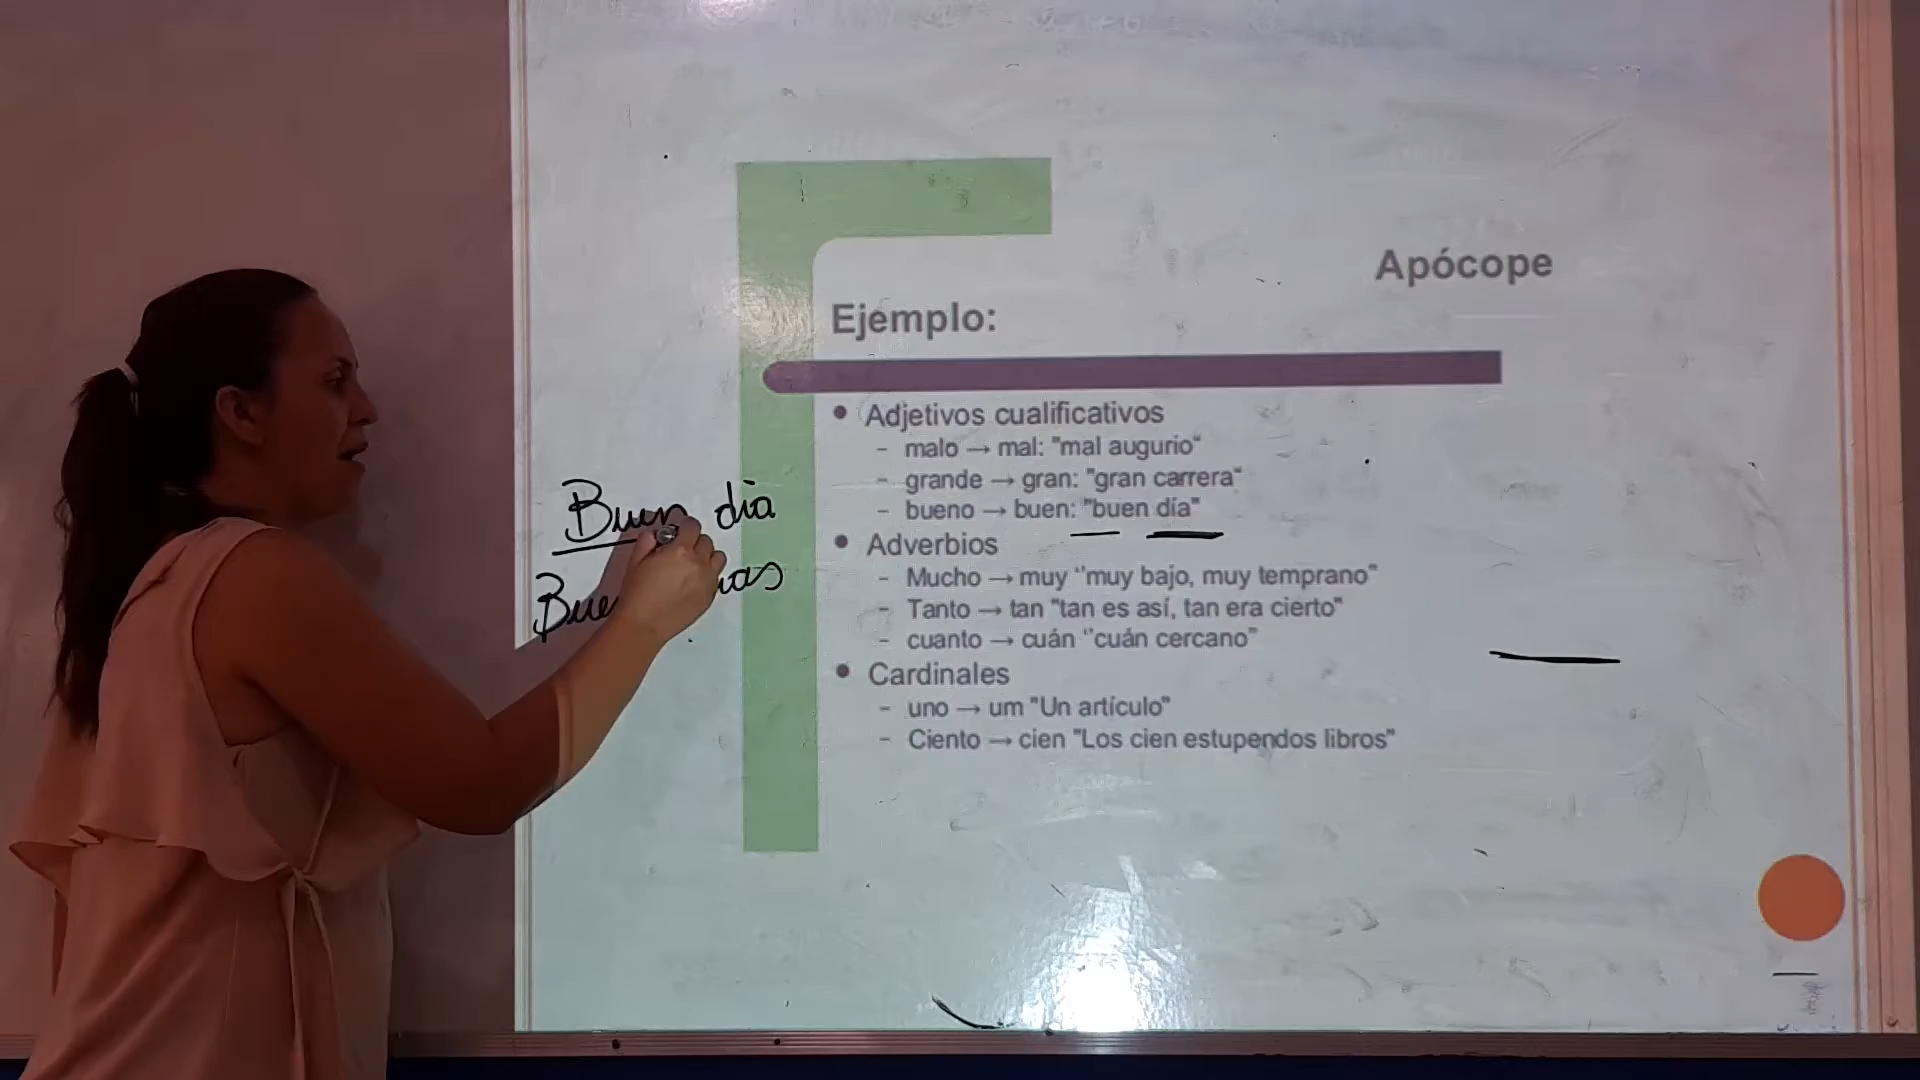 Apócope
Ejemplo:
• Adjetivos cualificativos
- malo → mal: "mal augurio"
- grande → gran: "gran carrera"
- bueno → buen: "buen día"
• Adverbios
- Mucho → muy "muy bajo, muy temprano"
- Tanto → tan "tan es así, tan era cierto"
- cuanto → cuán "cuán cercano"
• Cardinales
- uno → um "Un artículo"
- Ciento → cien "Los cien estupendos libros"
Buen día